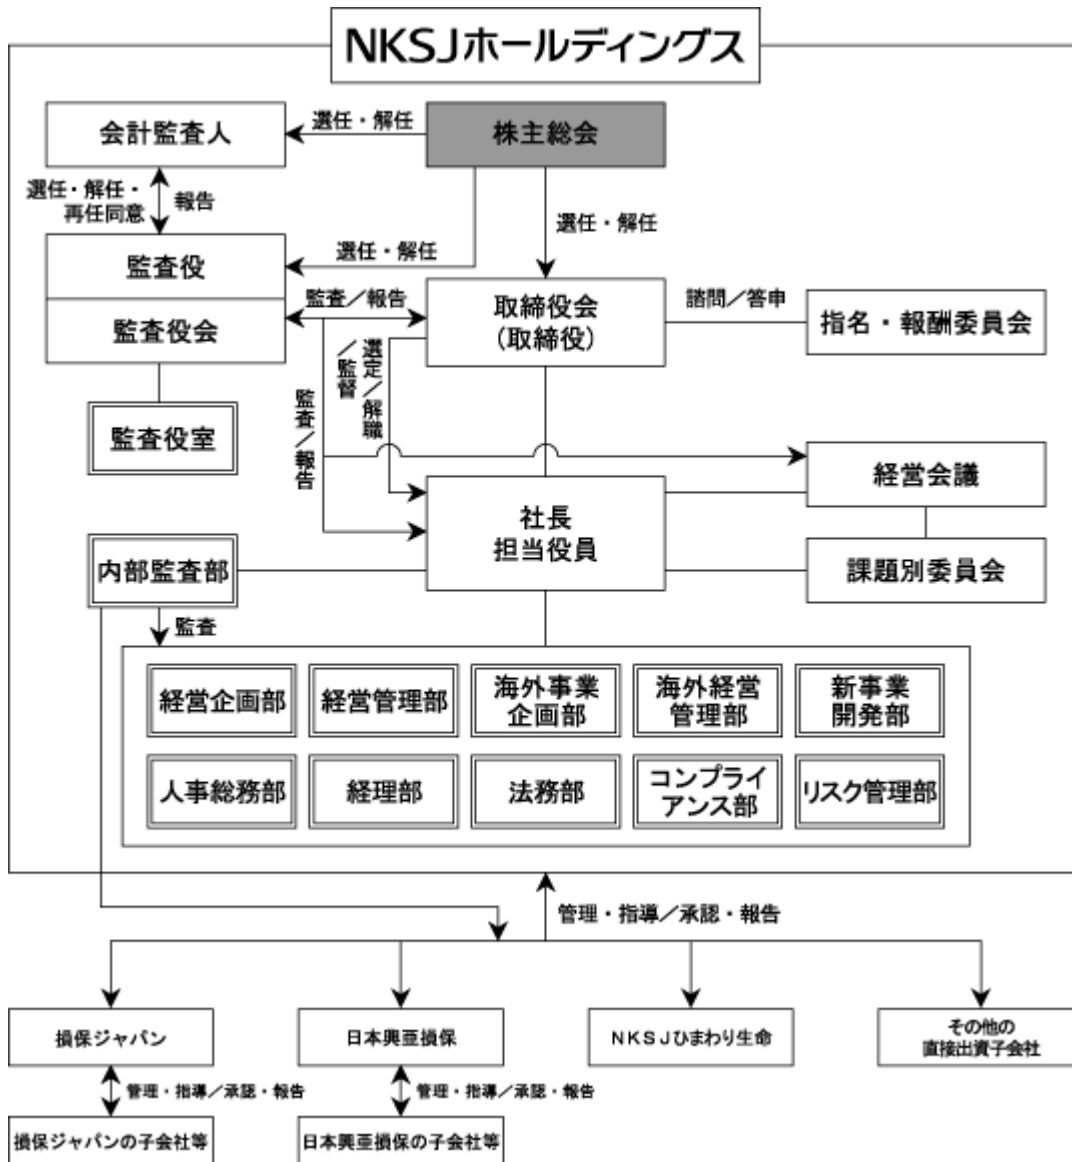 NKSJホールディングス
会計監査人
選任・解任
株主総会
選任・解任・
再任同意
報告
選任・解任
選任・解任
監査役
監査役会
監査／報告
取締役会
（取締役）
諮問／答申
指名・報酬委員会
選定／解職
／監督
監査／報告
監査役室
経営会議
社長
担当役員
内部監査部
課題別委員会
監査
経営企画部
経営管理部
海外事業
企画部
海外経営
管理部
新事業
開発部
人事総務部
経理部
法務部
コンプライ
アンス部
リスク管理部
管理・指導／承認・報告
損保ジャパン
日本興亜損保
NKSJひまわり生命
その他の
直接出資子会社
管理・指導／承認・報告
管理・指導／承認・報告
損保ジャパンの子会社等
日本興亜損保の子会社等